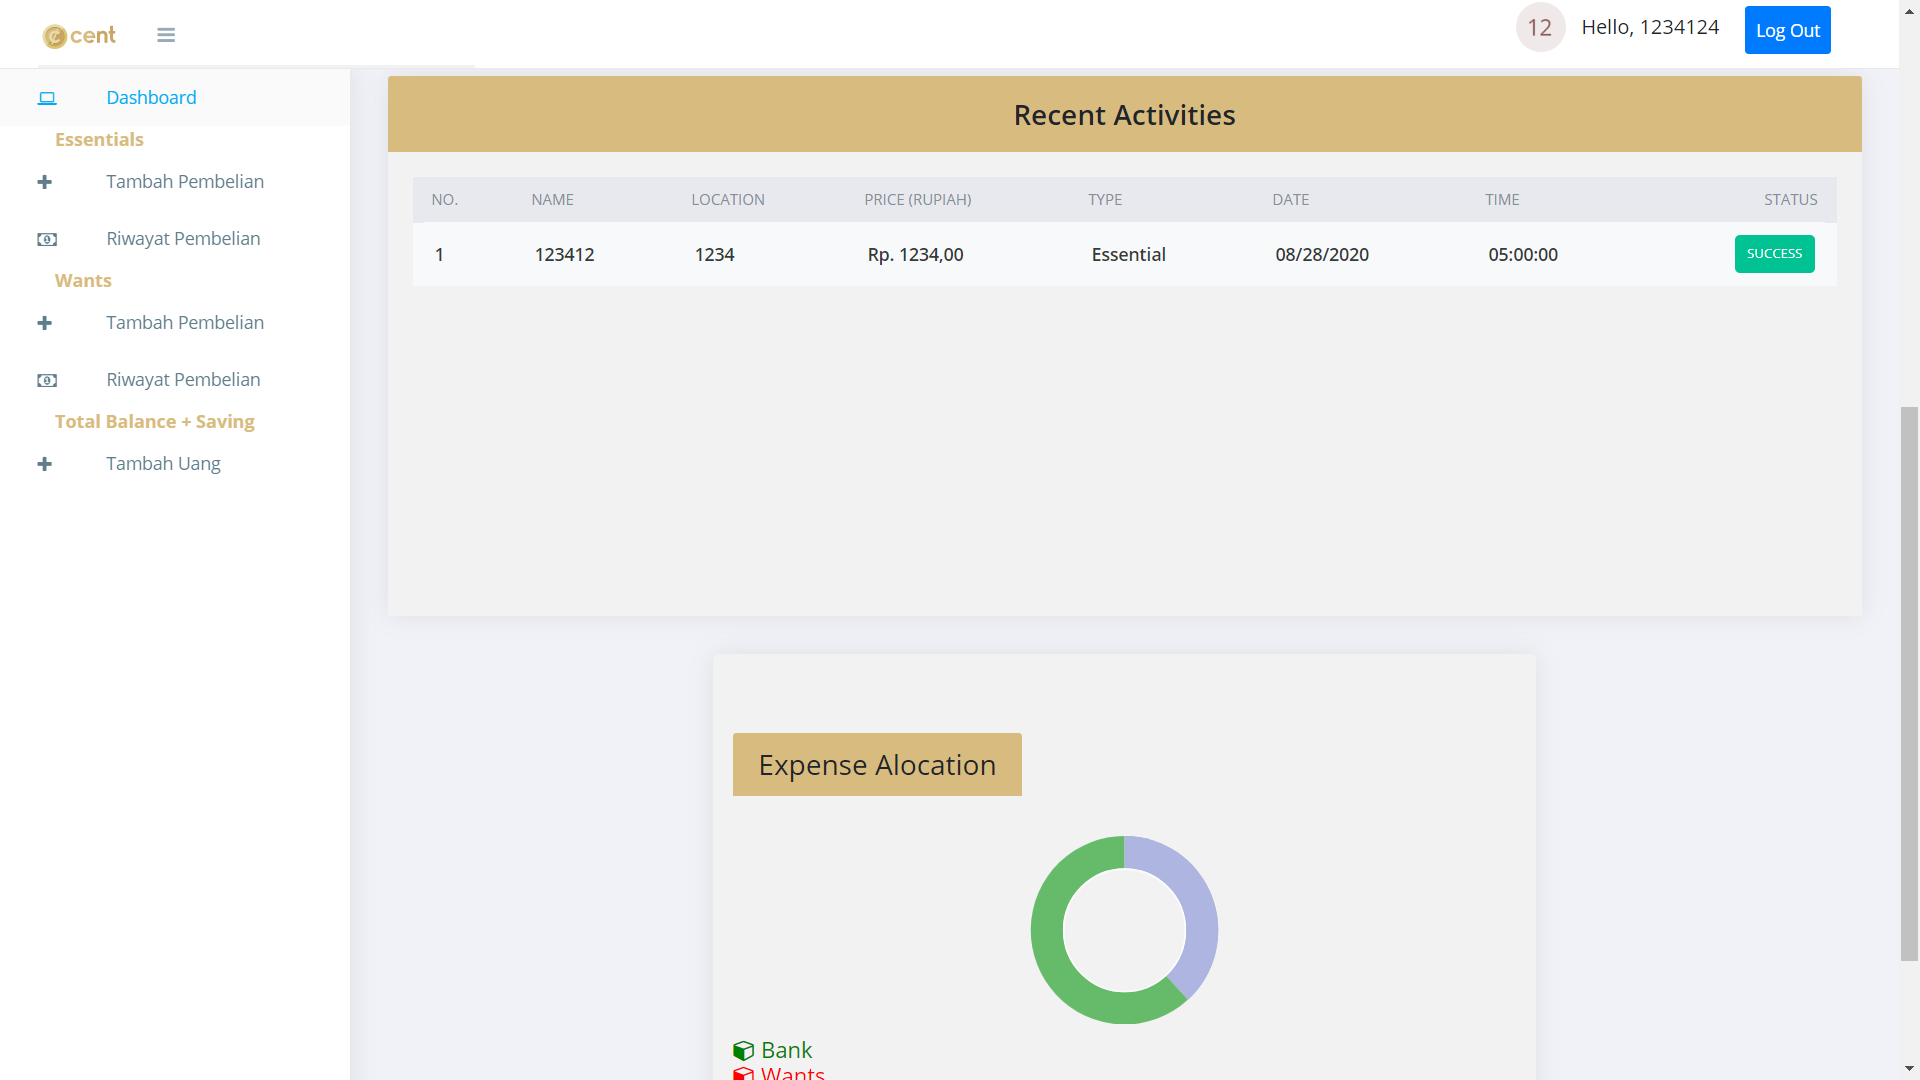 cent
12 Hello, 1234124 Log Out
Dashboard
Essentials
Tambah Pembelian
Riwayat Pembelian
Wants
Tambah Pembelian
Riwayat Pembelian
Total Balance + Saving
Tambah Uang
Recent Activities
NO. NAME LOCATION PRICE (RUPIAH) TYPE DATE TIME STATUS
1 123412 1234 Rp. 1234,00 Essential 08/28/2020 05:00:00 SUCCESS
Expense Alocation
Bank
Wants